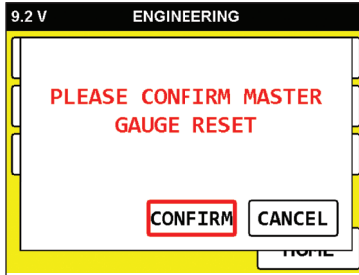 9.2 V ENGINEERING
PLEASE CONFIRM MASTER
GAUGE RESET
CONFIRM CANCEL